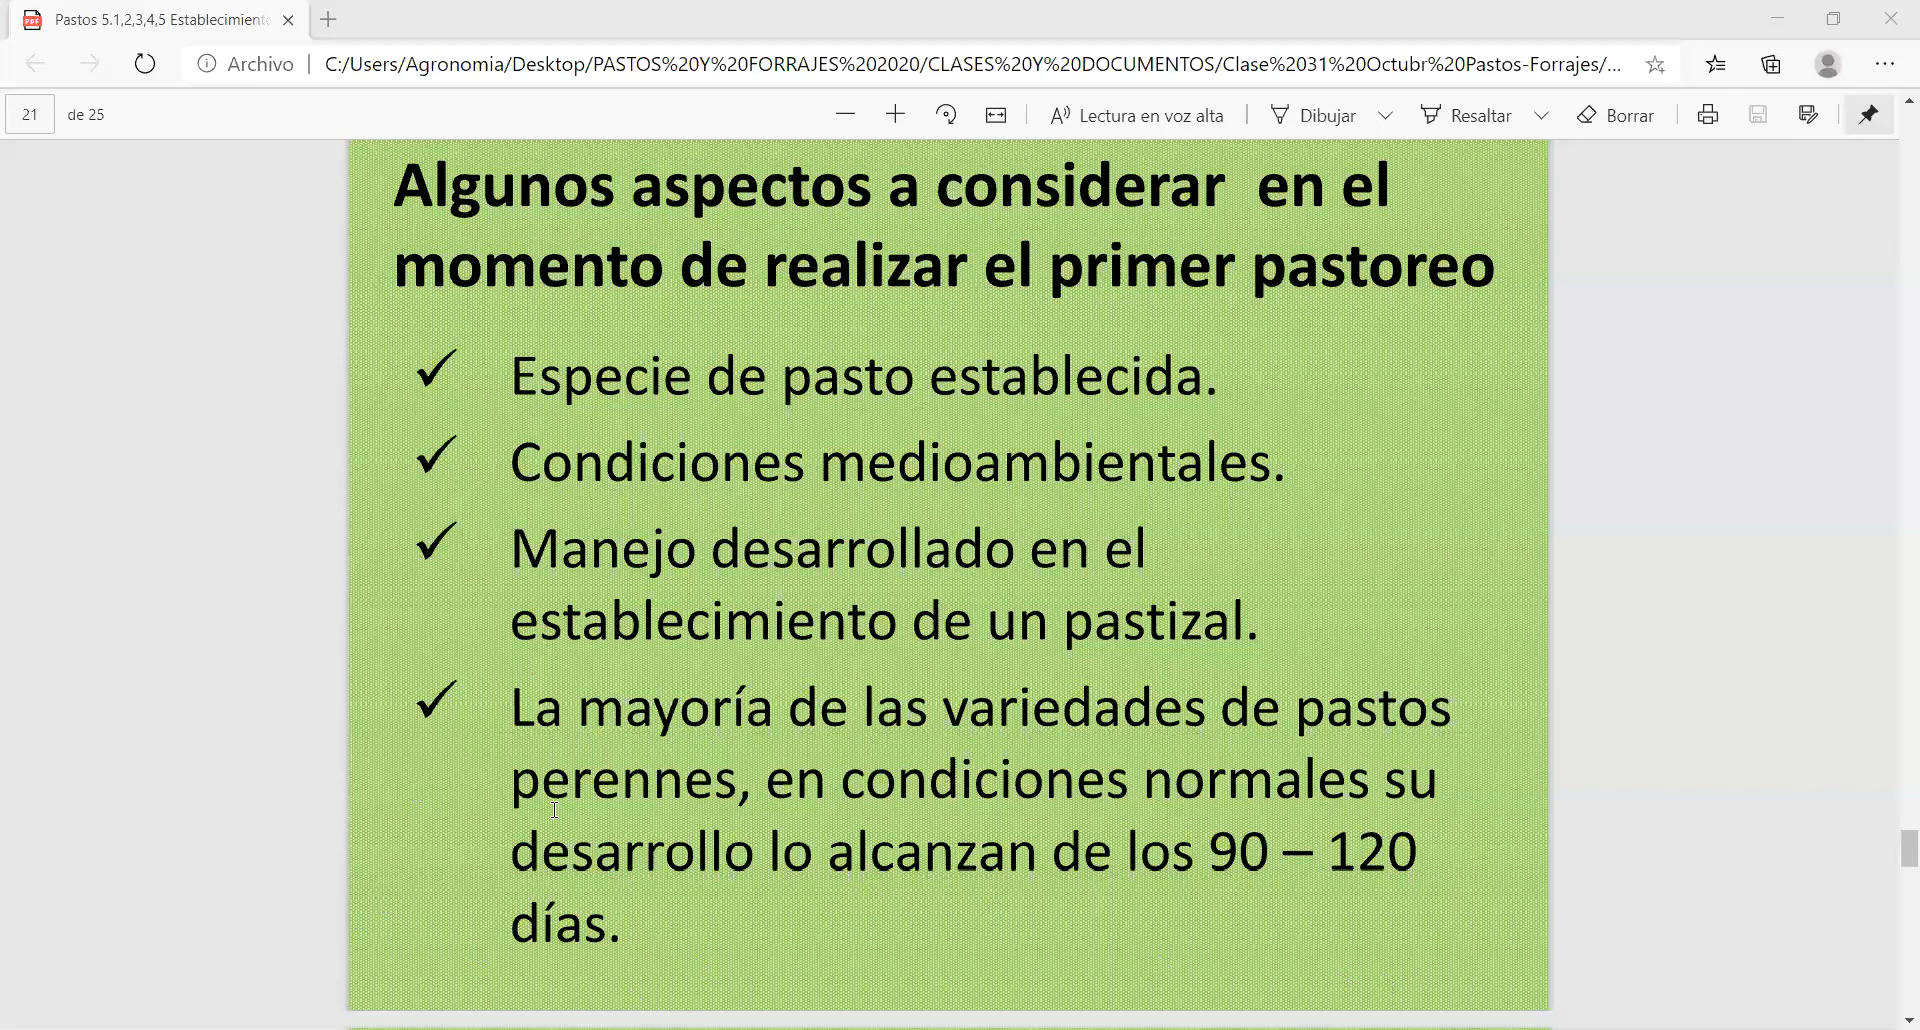 Pastos 5.1,2,3,4,5 Establecimient
Archivo
C:/Users/Agronomia/Desktop/PASTOS%20Y%20FORRAJES%202020/CLASES%20Y%20DOCUMENTOS/Clase%2031%20Octubr%20Pastos-Forrajes/...
21 de 25
Lectura en voz alta
Dibujar
Resaltar
Borrar
Algunos aspectos a considerar en el
momento de realizar el primer pastoreo
✓ Especie de pasto establecida.
✓ Condiciones medioambientales.
✓ Manejo desarrollado en el
establecimiento de un pastizal.
✓ La mayoría de las variedades de pastos
perennes, en condiciones normales su
desarrollo lo alcanzan de los 90 – 120
días.